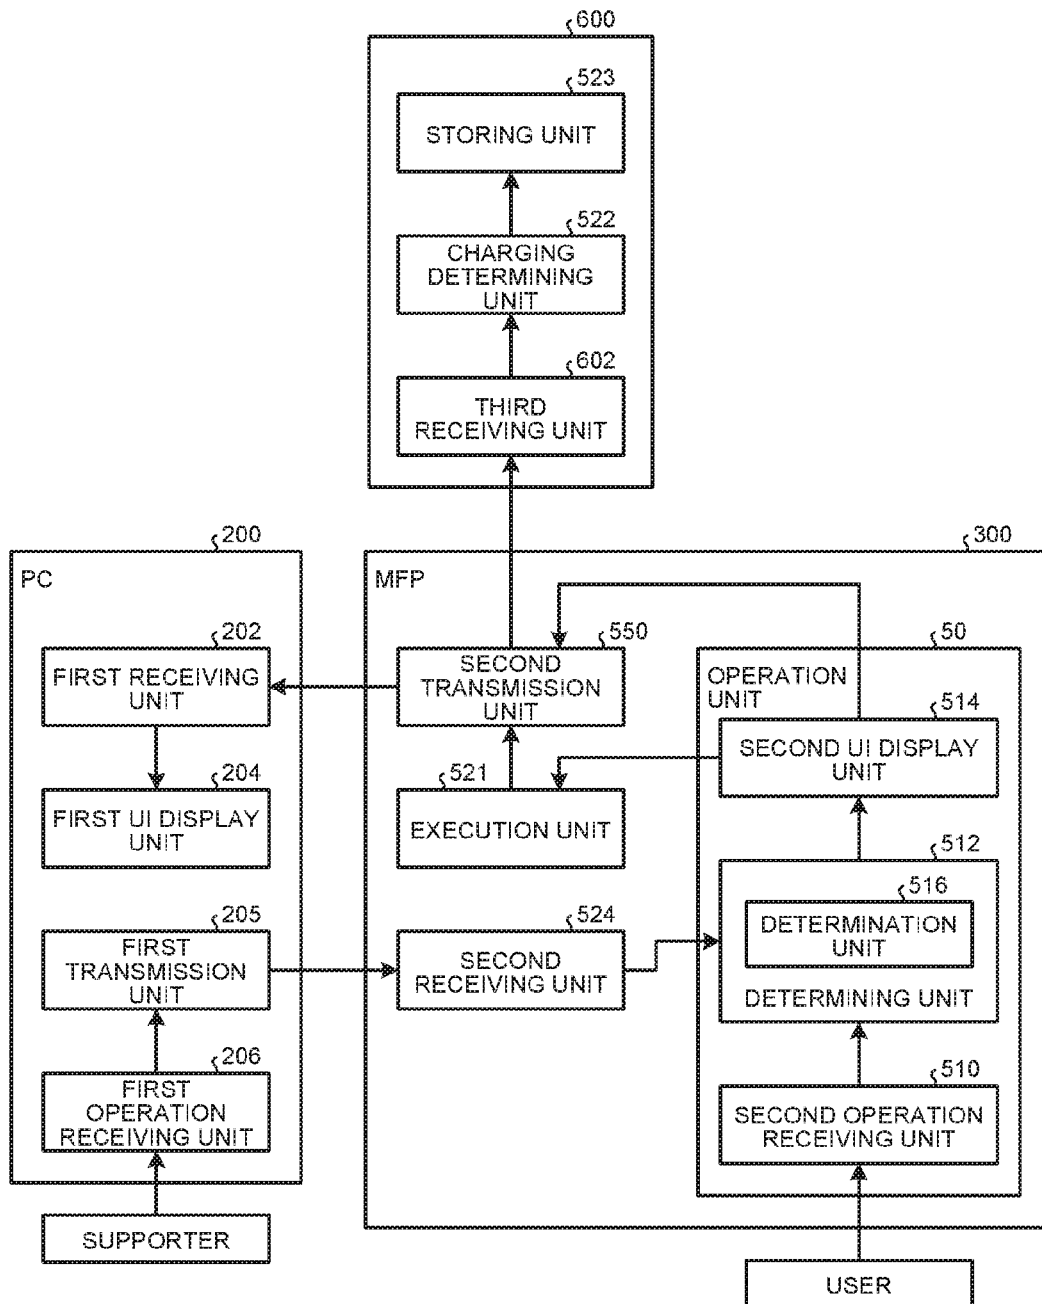 600
523
STORING UNIT
522
CHARGING
DETERMINING
UNIT
602
THIRD
RECEIVING UNIT
200
PC
300
MFP
202
FIRST RECEIVING
UNIT
550
SECOND
TRANSMISSION
UNIT
50
OPERATION
UNIT
514
SECOND UI DISPLAY
UNIT
204
FIRST UI DISPLAY
UNIT
521
EXECUTION UNIT
512
516
DETERMINATION
UNIT
DETERMINING UNIT
205
FIRST
TRANSMISSION
UNIT
524
SECOND
RECEIVING UNIT
206
FIRST
OPERATION
RECEIVING UNIT
510
SECOND OPERATION
RECEIVING UNIT
SUPPORTER
USER